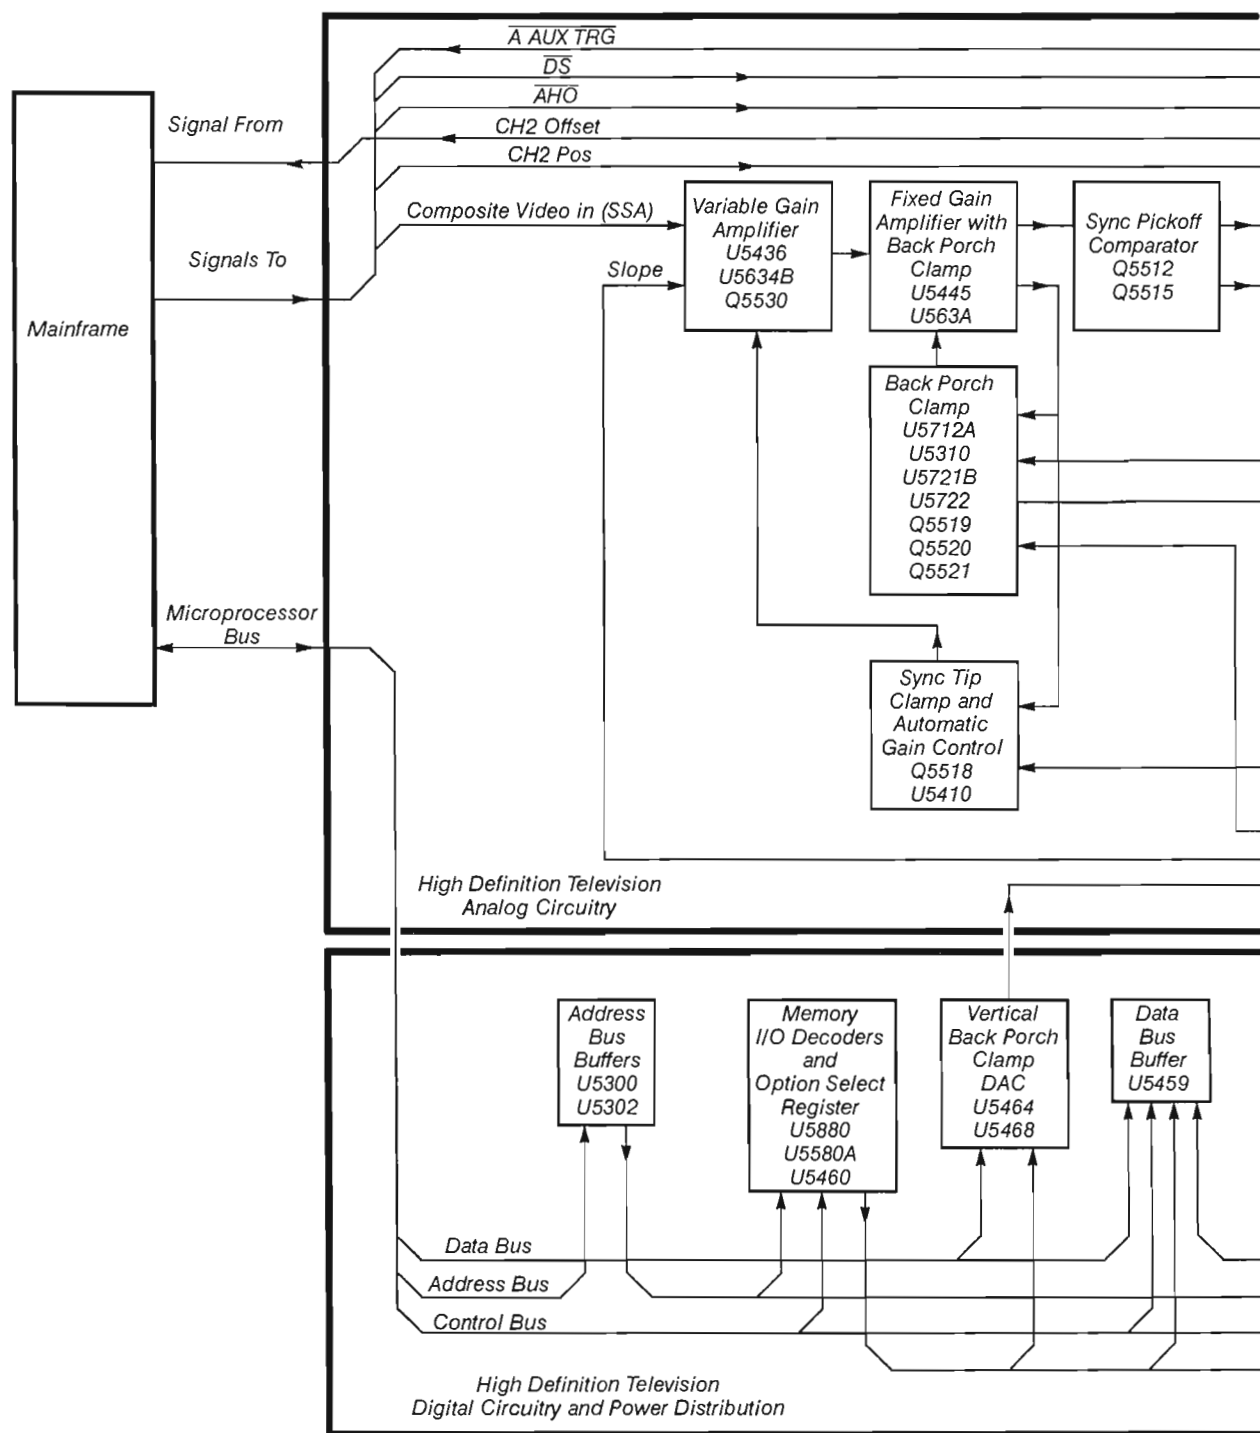 A AUX TRG
DS
AHO
Signal From
CH2 Offset
CH2 Pos
Composite Video in (SSA)
Signals To
Slope
Mainframe
Variable Gain
Amplifier
U5436
U5634B
Q5530
Fixed Gain
Amplifier with
Back Porch
Clamp
U5445
U563A
Sync Pickoff
Comparator
Q5512
Q5515
Back Porch
Clamp
U5712A
U5310
U5721B
U5722
Q5519
Q5520
Q5521
Microprocessor
Bus
Sync Tip
Clamp and
Automatic
Gain Control
Q5518
U5410
High Definition Television
Analog Circuitry
Address
Bus
Buffers
U5300
U5302
Memory
I/O Decoders
and
Option Select
Register
U5880
U5580A
U5460
Vertical
Back Porch
Clamp
DAC
U5464
U5468
Data
Bus
Buffer
U5459
Data Bus
Address Bus
Control Bus
High Definition Television
Digital Circuitry and Power Distribution